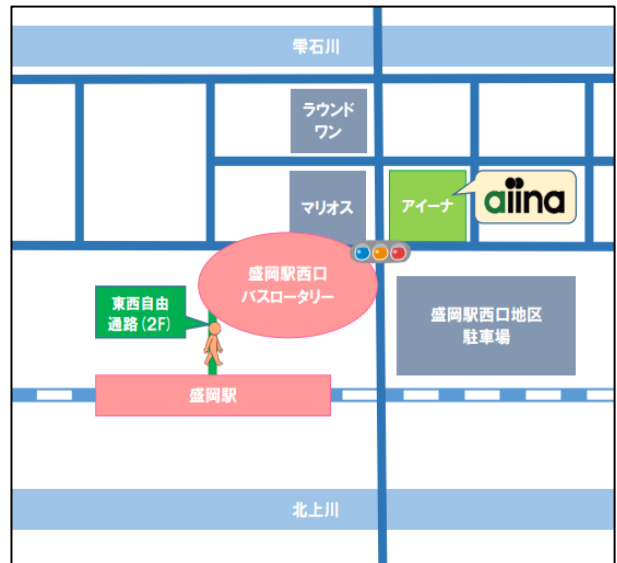 雫石川
ラウンド
ワン
マリオス
アイーナ
aiina
盛岡駅西口
バスロータリー
東西自由
通路(2F)
盛岡駅西口地区
駐車場
盛岡駅
北上川